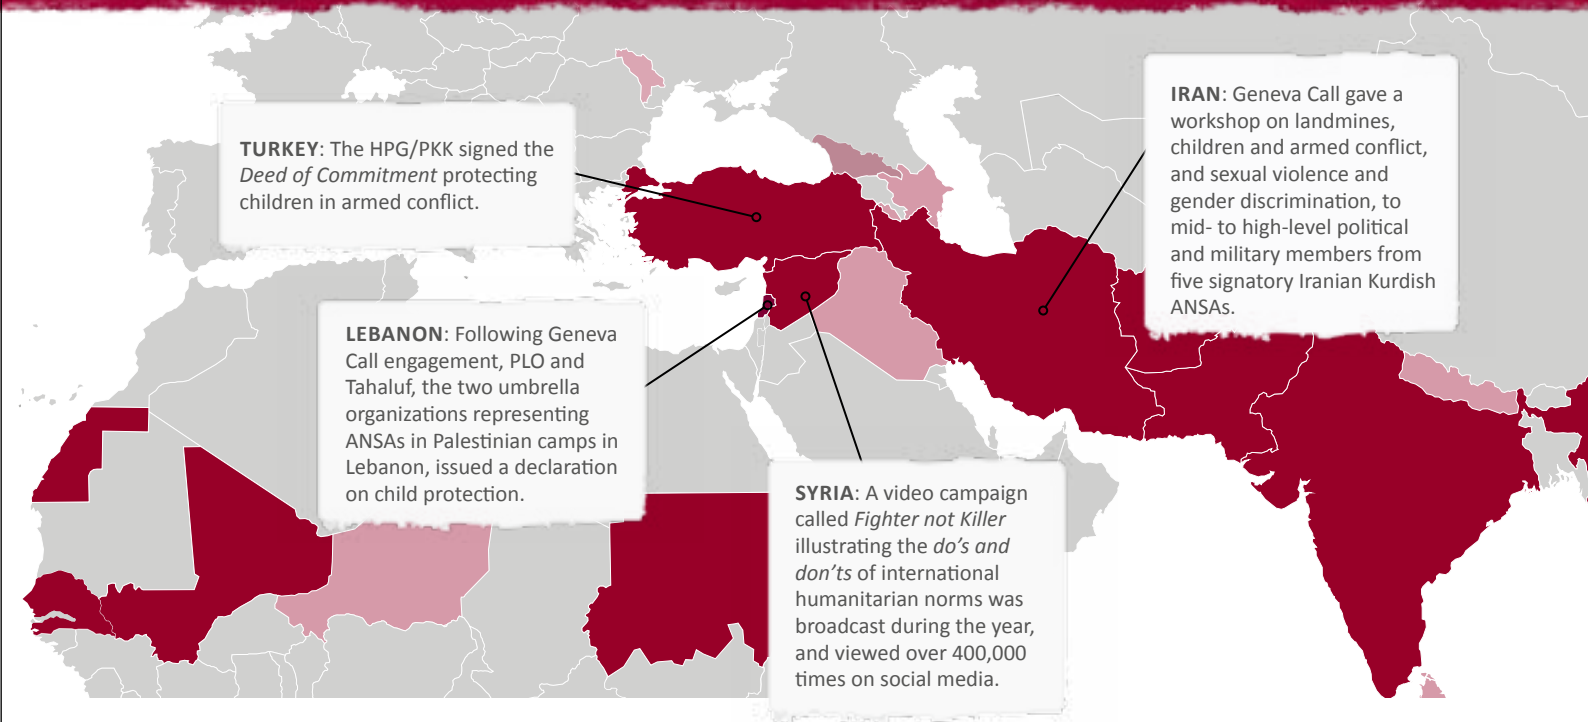 TURKEY: The HPG/PKK signed the
Deed of Commitment protecting
children in armed conflict.
IRAN: Geneva Call gave a
workshop on landmines,
children and armed conflict,
and sexual violence and
gender discrimination, to
mid- to high-level political
and military members from
five signatory Iranian Kurdish
ANSAs.
LEBANON: Following Geneva
Call engagement, PLO and
Tahaluf, the two umbrella
organizations representing
ANSAs in Palestinian camps in
Lebanon, issued a declaration
on child protection.
SYRIA: A video campaign
called Fighter not Killer
illustrating the do's and
don'ts of international
humanitarian norms was
broadcast during the year,
and viewed over 400,000
times on social media.